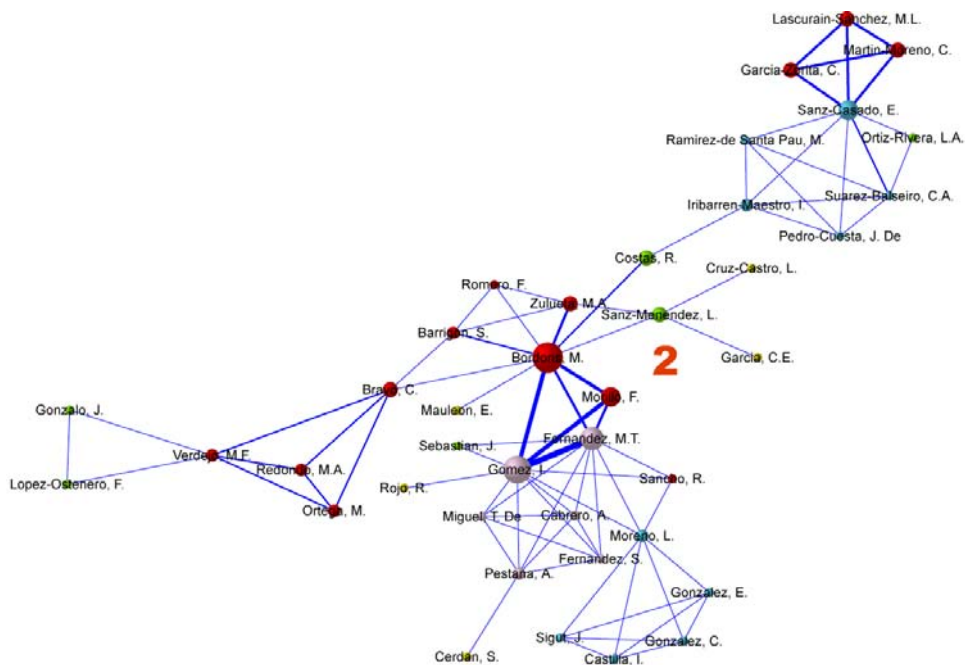 Lascurain-Sanchez, M.L.
Martin-Moreno, C.
Garcia-Zorita, C.
Sanz-Casado, E.
Ramirez-de Santa Pau, M.
Ortiz-Rivera, L.A.
Suarez-Balseiro, C.A.
Iribarren-Maestro, I.
Pedro-Cuesta, J. De
Costas, R.
Cruz-Castro, L.
Romero, F.
Zulueta, M.A.
Sanz-Menendez, L.
Barrigon, S.
Bordons, M.
2
Garcia, C.E.
Bravo, C.
Gonzalo, J.
Mauleon, E.
Morillo, F.
Fernandez, M.T.
Sebastian, J.
Verdejo, M.F.
Redondo, M.A.
Gomez, I.
Lopez-Ostenero, F.
Rojo, R.
Sancho, R.
Ortega, M.
Miguel, T. De
Cabrero, A.
Moreno, L.
Fernandez, S.
Pestana, A.
Gonzalez, E.
Sigut, J.
Gonzalez, C.
Cerdan, S.
Castilla, I.